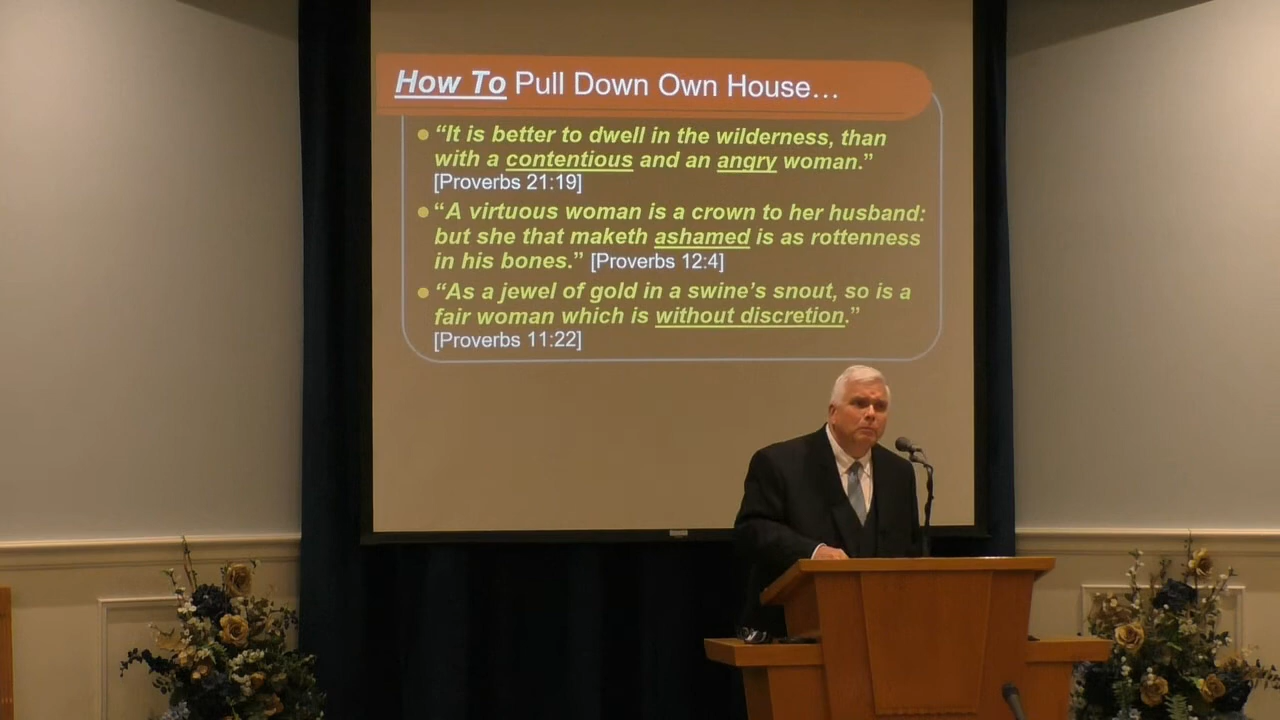 How To Pull Down Own House…
“It is better to dwell in the wilderness, than
with a contentious and an angry woman.”
[Proverbs 21:19]
“A virtuous woman is a crown to her husband:
but she that maketh ashamed is as rottenness
in his bones.” [Proverbs 12:4]
“As a jewel of gold in a swine’s snout, so is a
fair woman which is without discretion.”
[Proverbs 11:22]